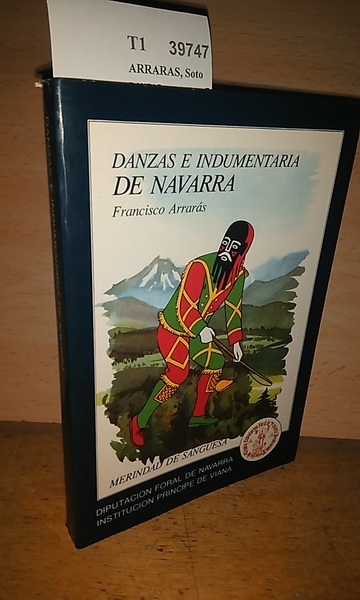 T1 39747
ARRARAS, Soto
DANZAS E INDUMENTARIA
DE NAVARRA
Francisco Arrarás
MERINDAD DE SANGUESA
DIPUTACION FORAL DE NAVARRA
INSTITUCION PRINCIPE DE VIANA